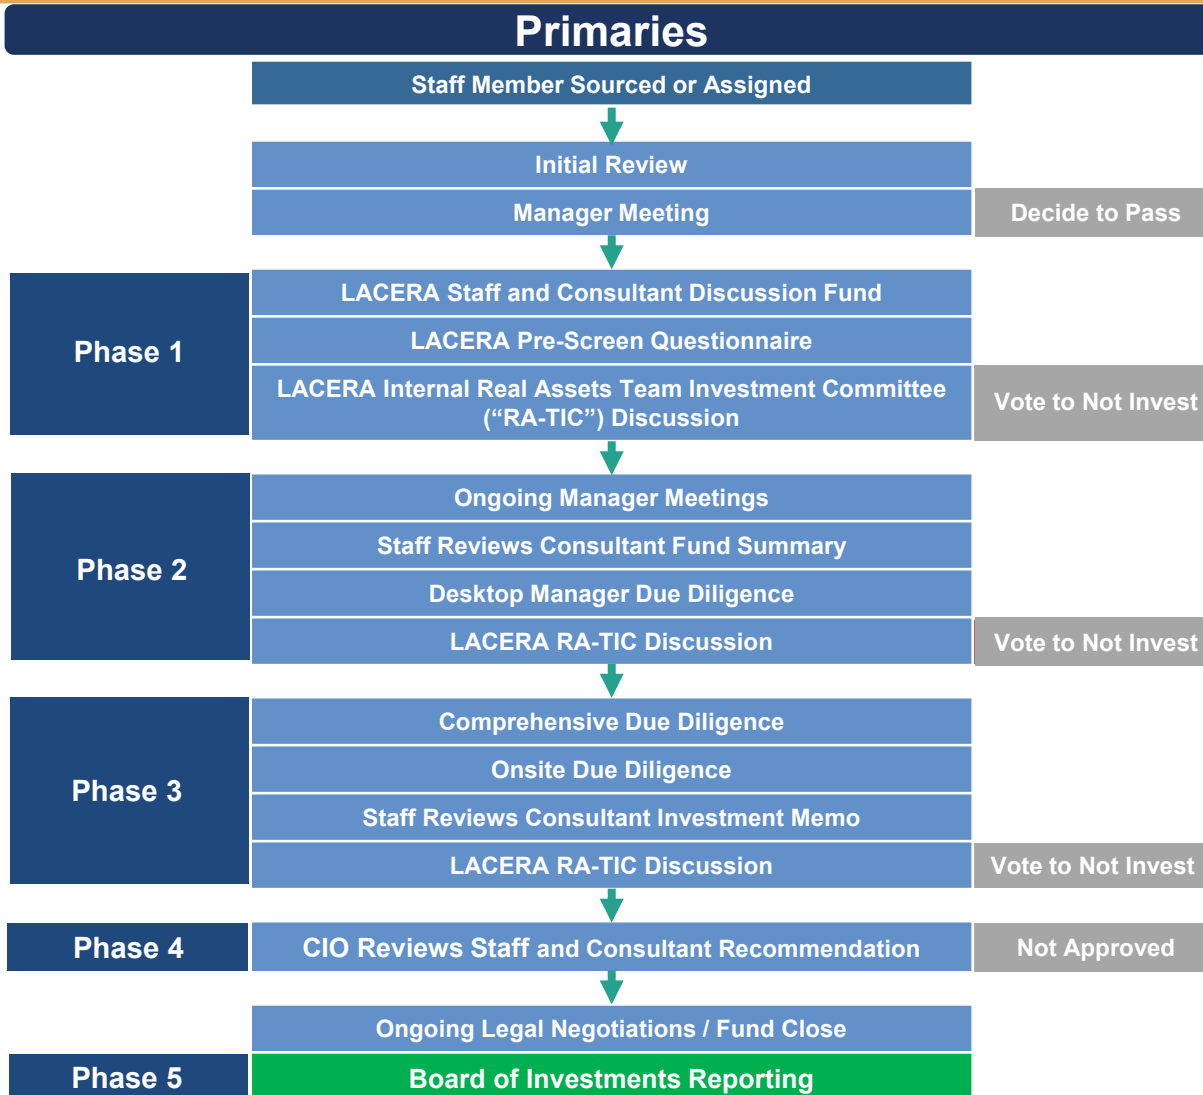 Primaries
Staff Member Sourced or Assigned
Initial Review
Manager Meeting
Decide to Pass
Phase 1
LACERA Staff and Consultant Discussion Fund
LACERA Pre-Screen Questionnaire
LACERA Internal Real Assets Team Investment Committee
(“RA-TIC”) Discussion
Vote to Not Invest
Phase 2
Ongoing Manager Meetings
Staff Reviews Consultant Fund Summary
Desktop Manager Due Diligence
LACERA RA-TIC Discussion
Vote to Not Invest
Phase 3
Comprehensive Due Diligence
Onsite Due Diligence
Staff Reviews Consultant Investment Memo
LACERA RA-TIC Discussion
Vote to Not Invest
Phase 4
CIO Reviews Staff and Consultant Recommendation
Not Approved
Ongoing Legal Negotiations / Fund Close
Phase 5
Board of Investments Reporting